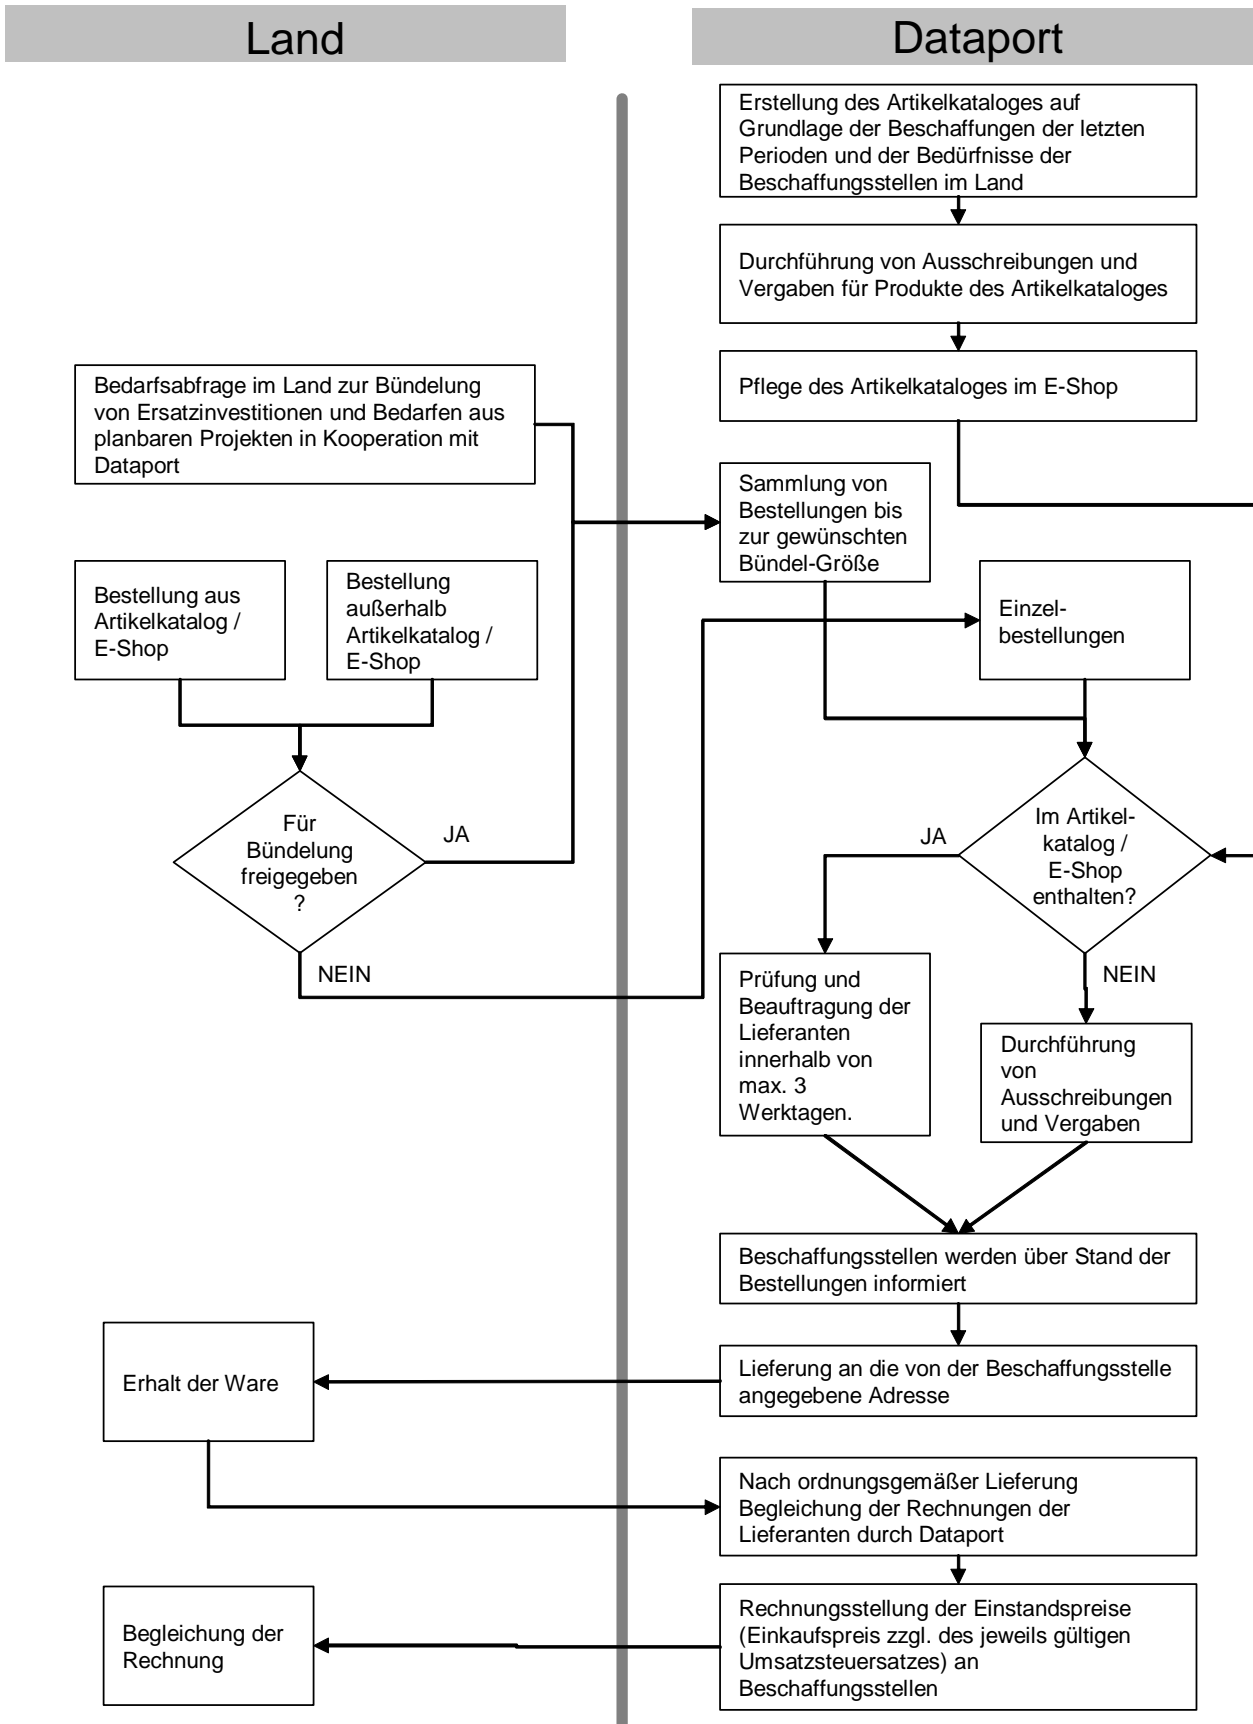 Land
Dataport
Erstellung des Artikelkataloges auf
Grundlage der Beschaffungen der letzten
Perioden und der Bedürfnisse der
Beschaffungsstellen im Land
Durchführung von Ausschreibungen und
Vergaben für Produkte des Artikelkataloges
Pflege des Artikelkataloges im E-Shop
Bedarfsabfrage im Land zur Bündelung
von Ersatzinvestitionen und Bedarfen aus
planbaren Projekten in Kooperation mit
Dataport
Sammlung von
Bestellungen bis
zur gewünschten
Bündel-Größe
Bestellung aus
Artikelkatalog /
E-Shop
Bestellung
außerhalb
Artikelkatalog /
E-Shop
Einzel-
bestellungen
Für
Bündelung
freigegeben
?
JA
NEIN
Im Artikel-
katalog /
E-Shop
enthalten?
JA
NEIN
Prüfung und
Beauftragung der
Lieferanten
innerhalb von
max. 3
Werktagen.
Durchführung
von
Ausschreibungen
und Vergaben
Beschaffungsstellen werden über Stand der
Bestellungen informiert
Lieferung an die von der Beschaffungsstelle
angegebene Adresse
Erhalt der Ware
Nach ordnungsgemäßer Lieferung
Begleichung der Rechnungen der
Lieferanten durch Dataport
Rechnungsstellung der Einstandspreise
(Einkaufspreis zzgl. des jeweils gültigen
Umsatzsteuersatzes) an
Beschaffungsstellen
Begleichung der
Rechnung